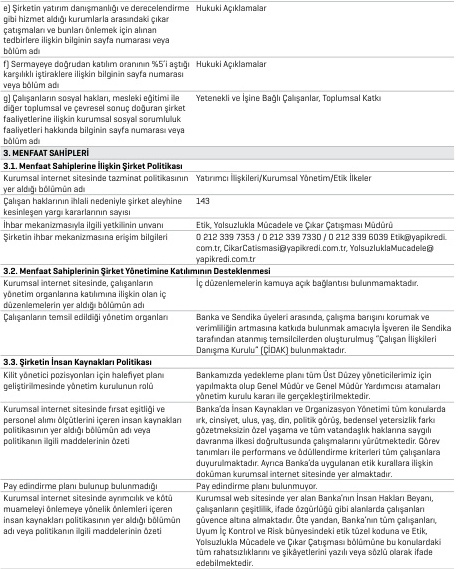 e) Şirketin yatırım danışmanlığı ve derecelendirme
gibi hizmet aldığı kurumlarla arasındaki çıkar
çatışmaları ve bunları önlemek için alınan
tedbirlere ilişkin bilginin sayfa numarası veya
bölüm adı
Hukuki Açıklamalar
f) Sermayeye doğrudan katılım oranının %5'i aştığı
karşılıklı iştiraklere ilişkin bilginin sayfa numarası
veya bölüm adı
Hukuki Açıklamalar
g) Çalışanların sosyal hakları, mesleki eğitimi ile
diğer toplumsal ve çevresel sonuç doğuran şirket
faaliyetlerine ilişkin kurumsal sosyal sorumluluk
faaliyetleri hakkında bilginin sayfa numarası veya
bölüm adı
Yetenekli ve İşine Bağlı Çalışanlar, Toplumsal Katkı
3. MENFAAT SAHİPLERİ
3.1. Menfaat Sahiplerine İlişkin Şirket Politikası
Kurumsal internet sitesinde tazminat politikasının
yer aldığı bölümün adı
Yatırımcı İlişkileri/Kurumsal Yönetim/Etik İlkeler
Çalışan haklarının ihlali nedeniyle şirket aleyhine
kesinleşen yargı kararlarının sayısı
143
İhbar mekanizmasıyla ilgili yetkilinin unvanı
Etik, Yolsuzlukla Mücadele ve Çıkar Çatışması Müdürü
Şirketin ihbar mekanizmasına erişim bilgileri
0 212 339 7353 / 0 212 339 7330 / 0 212 339 6039 Etik@yapikredi.
com.tr, CikarCatismasi@yapikredi.com.tr, YolsuzluklaMucadele@
yapikredi.com.tr
3.2. Menfaat Sahiplerinin Şirket Yönetimine Katılımının Desteklenmesi
Kurumsal internet sitesinde, çalışanların
yönetim organlarına katılımına ilişkin olan iç
düzenlemelerin yer aldığı bölümün adı
İç düzenlemelerin kamuya açık bağlantısı bulunmamaktadır.
Çalışanların temsil edildiği yönetim organları
Banka ve Sendika üyeleri arasında, çalışma barışını korumak ve
verimliliğin artmasına katkıda bulunmak amacıyla İşveren ile Sendika
tarafından atanmış temsilcilerden oluşturulmuş "Çalışan İlişkileri
Danışma Kurulu" (ÇİDAK) bulunmaktadır.
3.3. Şirketin İnsan Kaynakları Politikası
Kilit yönetici pozisyonları için halefiyet planı
geliştirilmesinde yönetim kurulunun rolü
Bankamızda yedekleme planı tüm Üst Düzey yöneticilerimiz için
yapılmakta olup Genel Müdür ve Genel Müdür Yardımcısı atamaları
yönetim kurulu kararı ile gerçekleştirilmektedir.
Kurumsal internet sitesinde fırsat eşitliği ve
personel alımı ölçütlerini içeren insan kaynakları
politikasının yer aldığı bölümün adı veya
politikanın ilgili maddelerinin özeti
Banka'da İnsan Kaynakları ve Organizasyon Yönetimi tüm konularda
ırk, cinsiyet, ulus, yaş, din, politik görüş, bedensel yetersizlik farkı
gözetmeksizin özel yaşama ve tüm vatandaşlık haklarına saygılı
davranma ilkesi doğrultusunda çalışmalarını yürütmektedir. Görev
tanımları ile performans ve ödüllendirme kriterleri tüm çalışanlara
duyurulmaktadır. Ayrıca Banka'da uygulanan etik kurallara ilişkin
doküman kurumsal internet sitesinde yer almaktadır.
Pay edindirme planı bulunup bulunmadığı
Pay edindirme planı bulunmuyor.
Kurumsal internet sitesinde ayrımcılık ve kötü
muameleyi önlemeye yönelik önlemleri içeren
insan kaynakları politikasının yer aldığı bölümün
adı veya politikanın ilgili maddelerinin özeti
Kurumsal web sitesinde yer alan Banka'nın İnsan Hakları Beyanı,
çalışanların çeşitlilik, ifade özgürlüğü gibi alanlarda çalışanları
güvence altına almaktadır. Öte yandan, Banka'nın tüm çalışanları,
Uyum İç Kontrol ve Risk bünyesindeki etik tüzel koduna ve Etik,
Yolsuzlukla Mücadele ve Çıkar Çatışması bölümüne bu konulardaki
tüm rahatsızlıklarını ve şikâyetlerini yazılı veya sözlü olarak ifade
edebilmektedir.